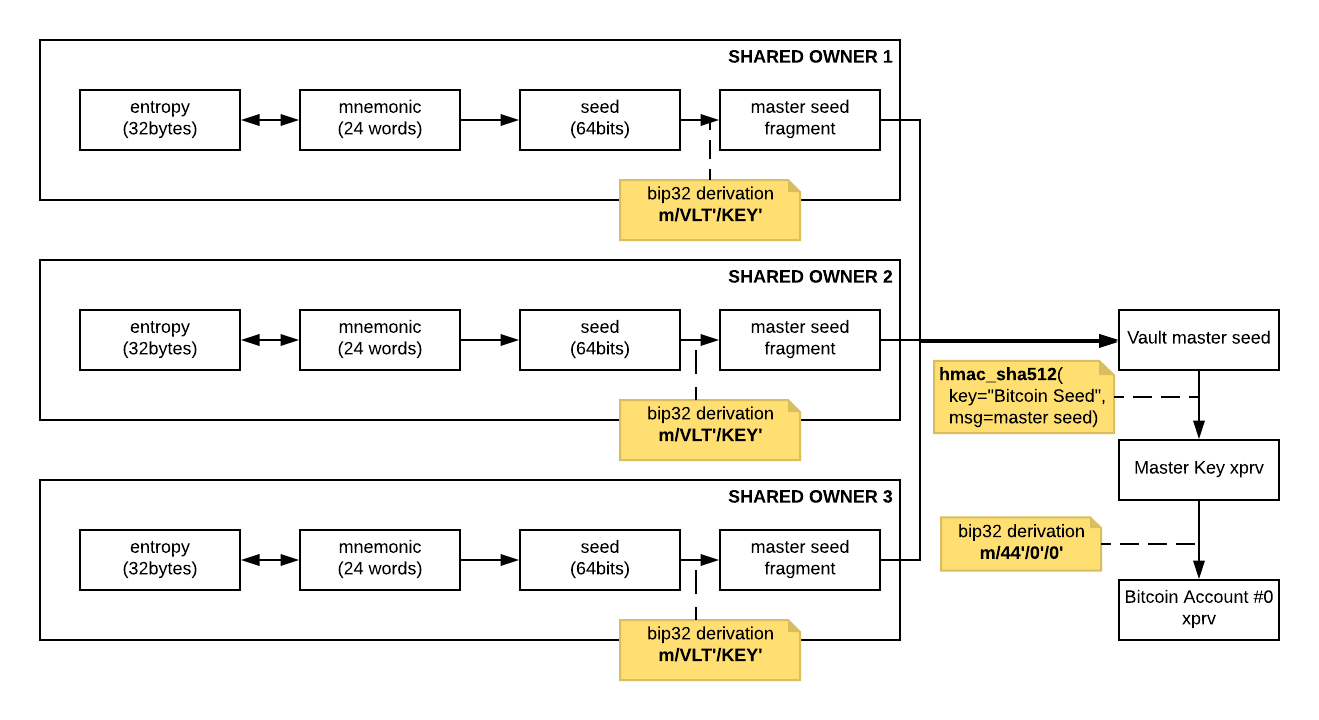 SHARED OWNER 1
entropy
(32bytes)
mnemonic
(24 words)
seed
(64bits)
master seed
fragment
bip32 derivation
m/VLT'/KEY'
SHARED OWNER 2
entropy
(32bytes)
mnemonic
(24 words)
seed
(64bits)
master seed
fragment
bip32 derivation
m/VLT'/KEY'
SHARED OWNER 3
entropy
(32bytes)
mnemonic
(24 words)
seed
(64bits)
master seed
fragment
bip32 derivation
m/VLT'/KEY'
Vault master seed
hmac_sha512(
key="Bitcoin Seed",
msg=master seed)
Master Key xprv
bip32 derivation
m/44'/0'/0'
Bitcoin Account #0
xprv